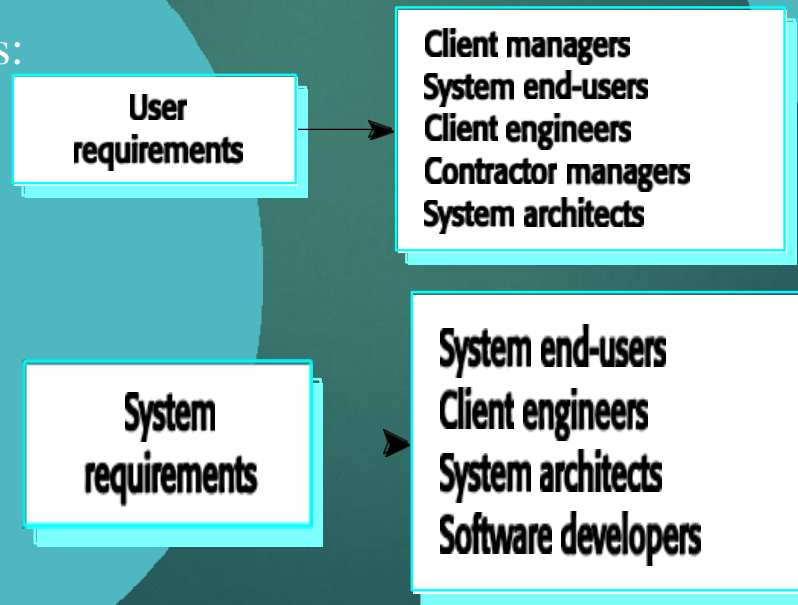 s:
User
requirements
Client managers
System end-users
Client engineers
Contractor managers
System architects
System
requirements
System end-users
Client engineers
System architects
Software developers